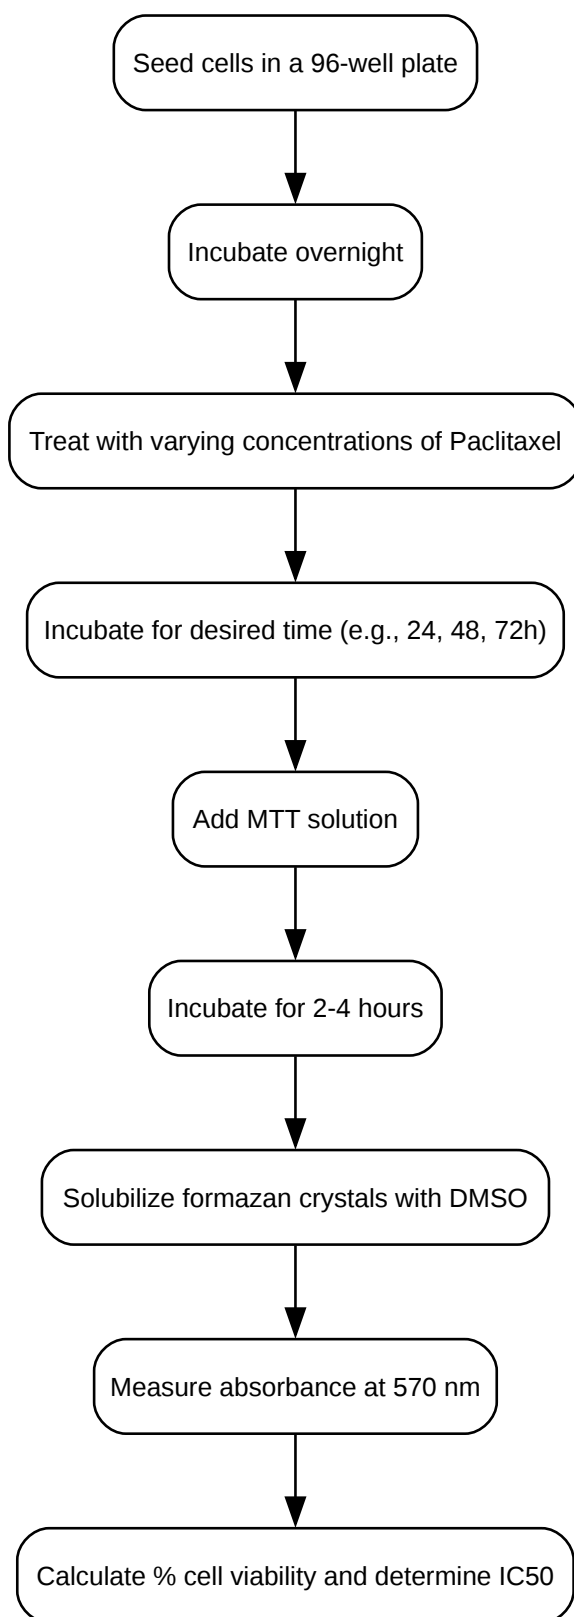 Seed cells in a 96-well plate
Incubate overnight
Treat with varying concentrations of Paclitaxel
Incubate for desired time (e.g., 24, 48, 72h)
Add MTT solution
Incubate for 2-4 hours
Solubilize formazan crystals with DMSO
Measure absorbance at 570 nm
Calculate % cell viability and determine IC50